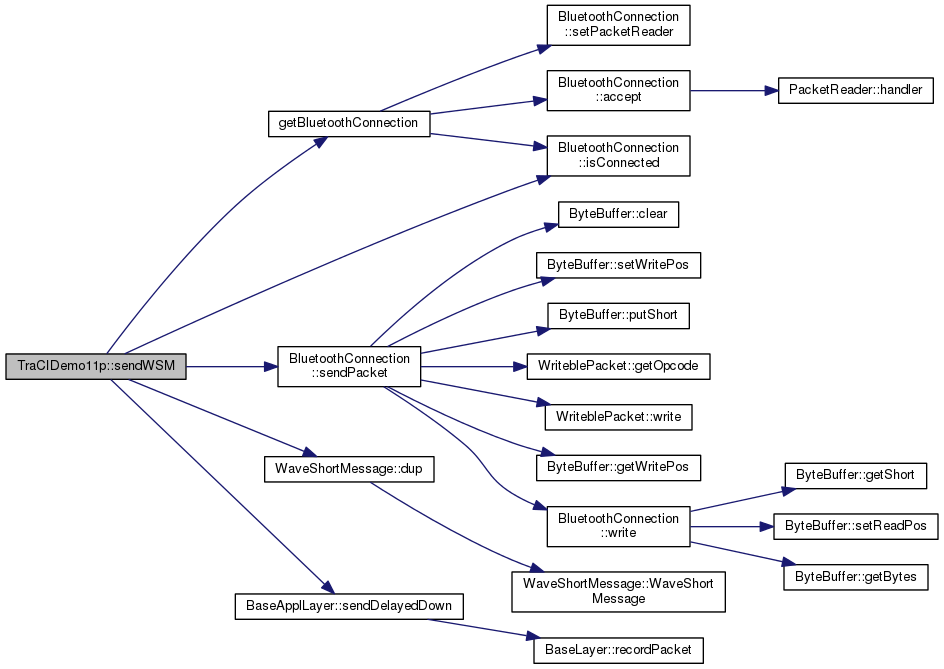 BluetoothConnection
::setPacketReader
BluetoothConnection
::accept
PacketReader::handler
getBluetoothConnection
BluetoothConnection
::isConnected
ByteBuffer::clear
ByteBuffer::setWritePos
ByteBuffer::putShort
TraCIDemo11p::sendWSM
BluetoothConnection
::sendPacket
WriteblePacket::getOpcode
WriteblePacket::write
WaveShortMessage::dup
ByteBuffer::getWritePos
ByteBuffer::getShort
BluetoothConnection
::write
ByteBuffer::setReadPos
ByteBuffer::getBytes
WaveShortMessage::WaveShort
Message
BaseApplLayer::sendDelayedDown
BaseLayer::recordPacket